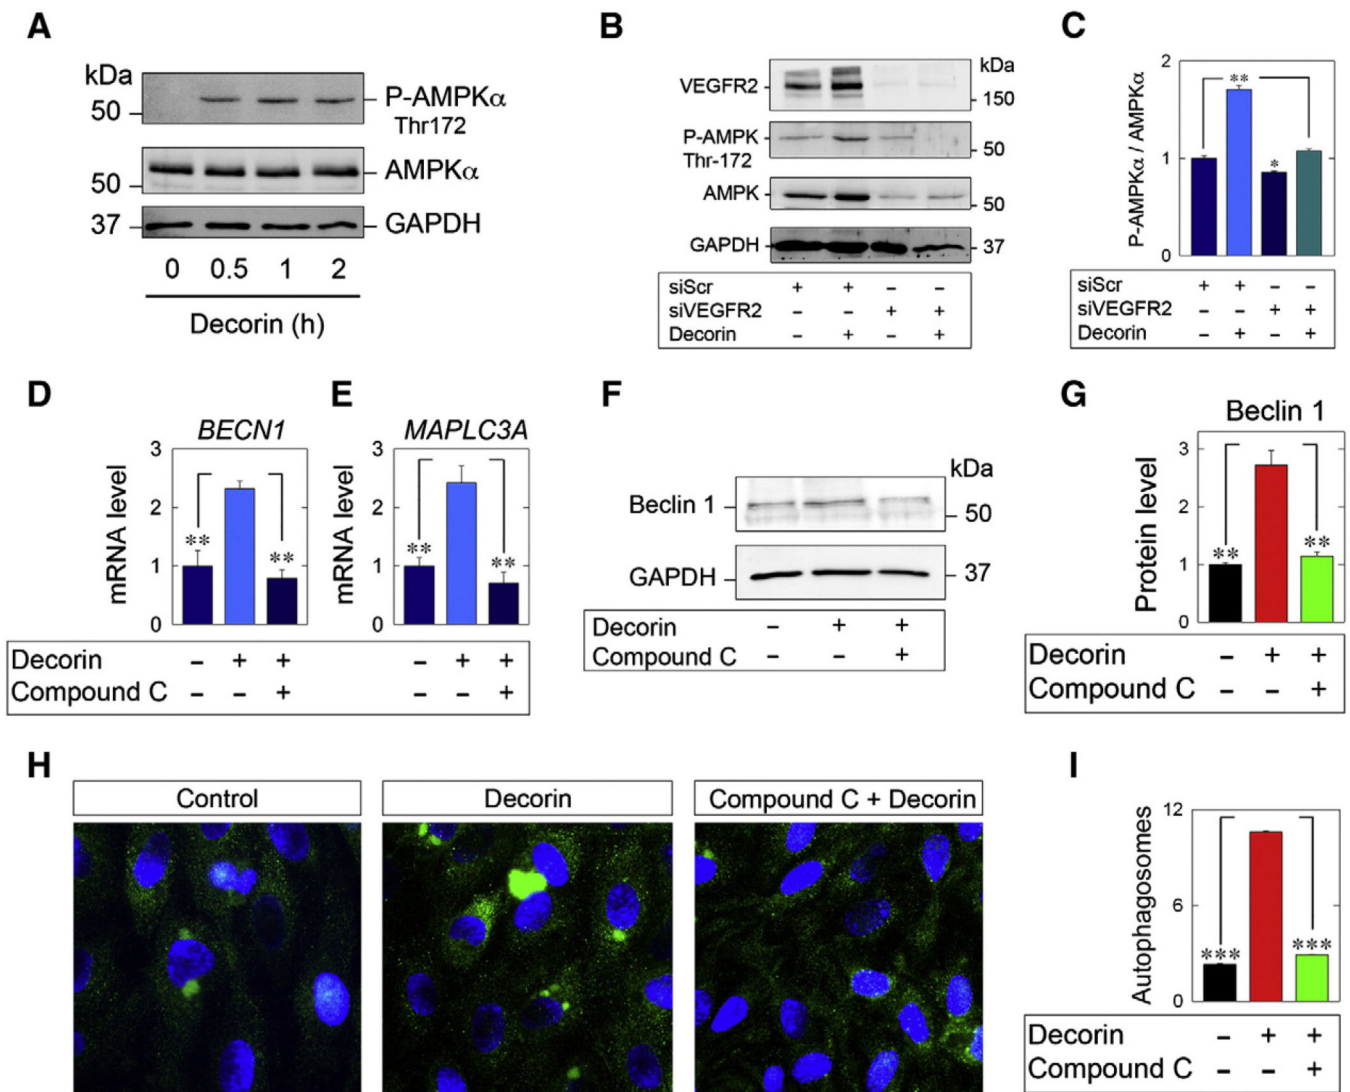 A
kDa
50
P-AMPKα
Thr172
50
AMPKα
37
GAPDH
0 0.5 1 2
Decorin (h)
B
kDa
VEGFR2
150
P-AMPK
Thr-172
50
AMPK
50
GAPDH
37
siScr + + – –
siVEGFR2 – – + +
Decorin – + – +
C
P-AMPKα / AMPKα
2
1
0
**
*
siScr + + – –
siVEGFR2 – – + +
Decorin – + – +
D
BECN1
mRNA level
3
2
1
0
** **
E
MAPLC3A
mRNA level
3
2
1
0
** **
Decorin – + + – + +
Compound C – – + – – +
F
kDa
Beclin 1
50
GAPDH
37
Decorin – + +
Compound C – – +
G
Beclin 1
Protein level
3
2
1
0
** **
Decorin – + +
Compound C – – +
H
Control
Decorin
Compound C + Decorin
I
Autophagosomes
12
6
0
*** ***
Decorin – + +
Compound C – – +